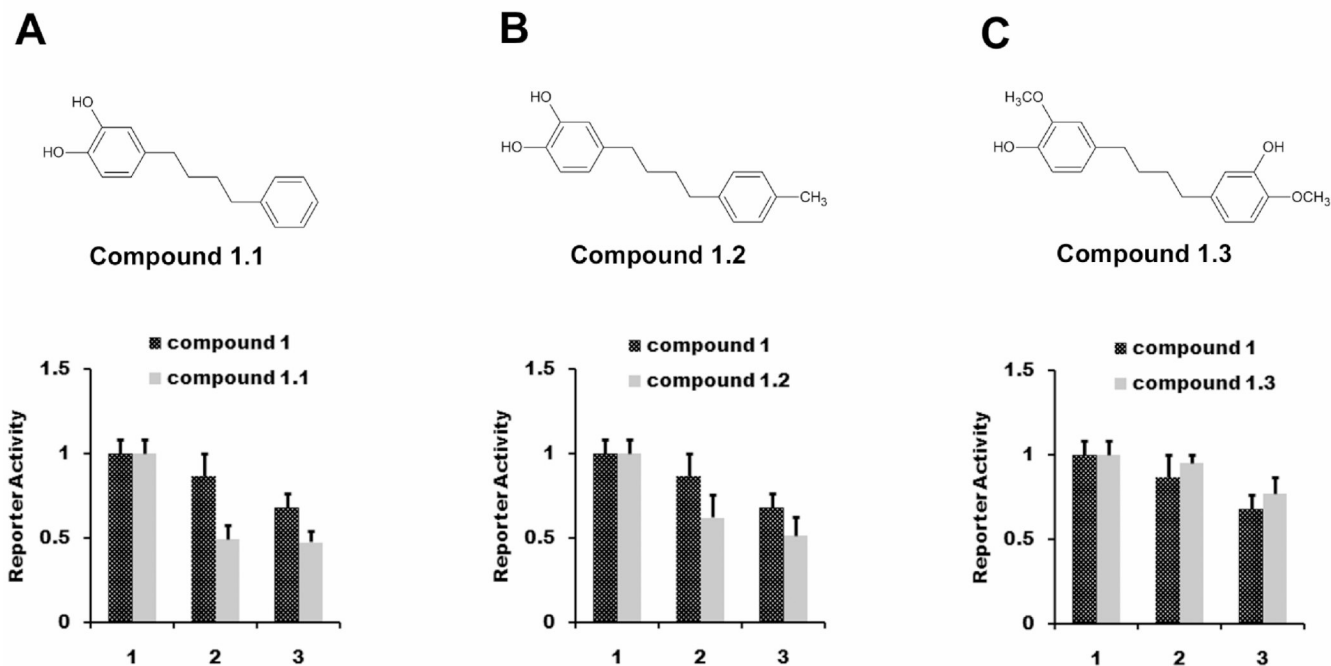 A
HO
HO
Compound 1.1
compound 1
compound 1.1
Reporter Activity
1.5
1
0.5
0
1 2 3
B
HO
HO
CH3
Compound 1.2
compound 1
compound 1.2
Reporter Activity
1.5
1
0.5
0
1 2 3
C
H3CO
HO
OH
OCH3
Compound 1.3
compound 1
compound 1.3
Reporter Activity
1.5
1
0.5
0
1 2 3